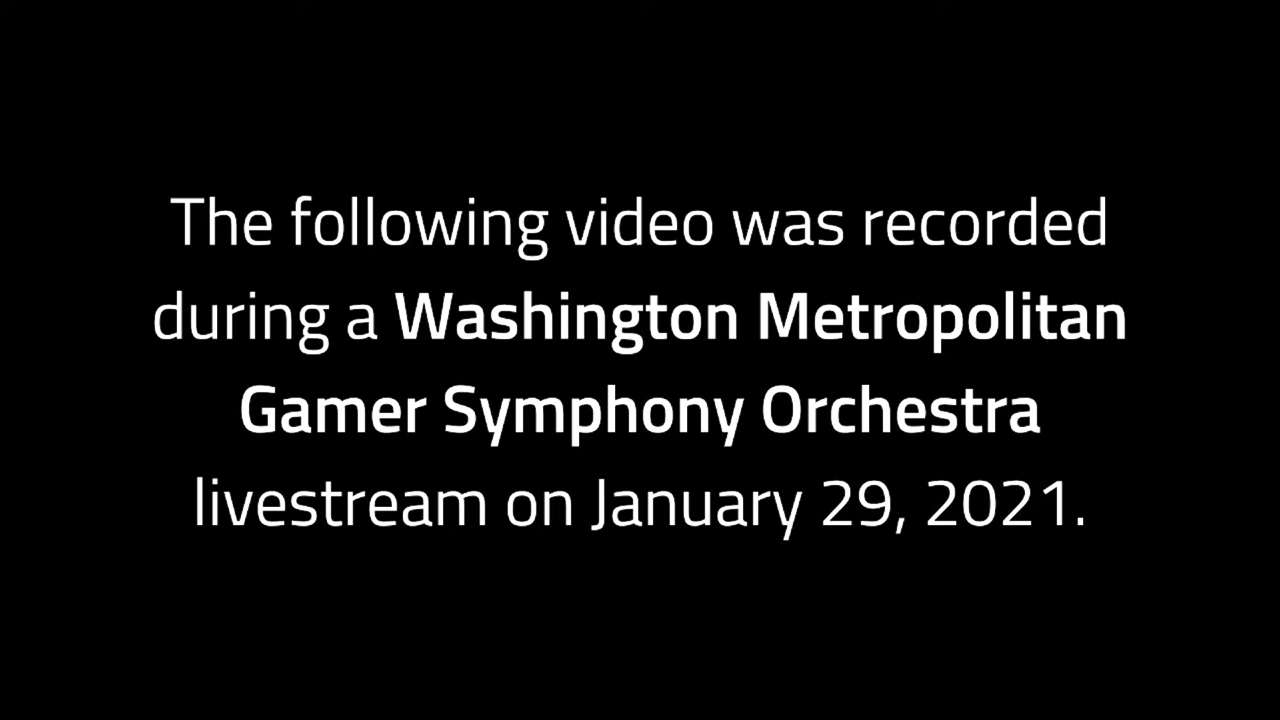 The following video was recorded
during a Washington Metropolitan
Gamer Symphony Orchestra
livestream on January 29, 2021.